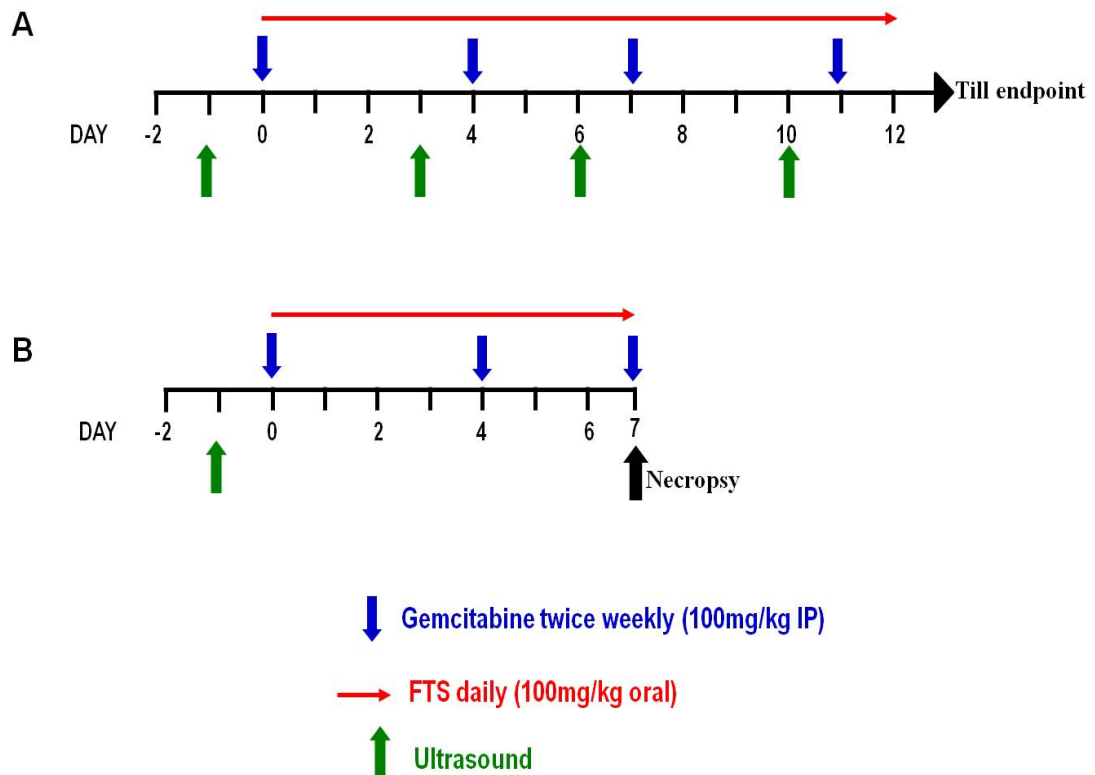 A
Till endpoint
DAY -2 0 2 4 6 8 10 12
B
DAY -2 0 2 4 6 7
Necropsy
Gemcitabine twice weekly (100mg/kg IP)
FTS daily (100mg/kg oral)
Ultrasound